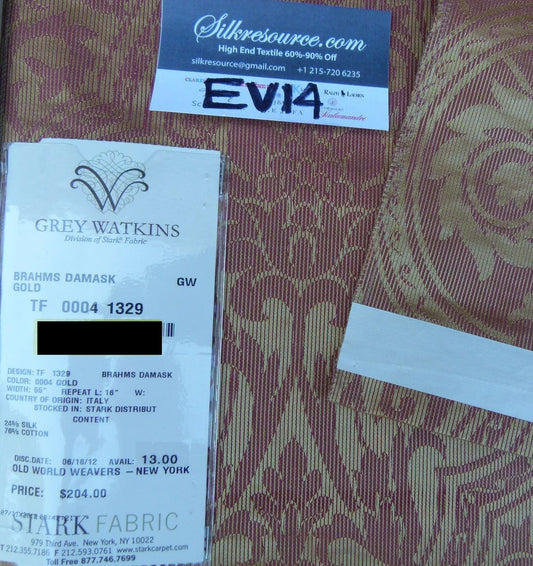 Silkresource.com
High End Textile 60%-90% Off
silkresource@gmail.com +1 215-720 6235
RALPH LAUREN
EV14
Scalamandre
GREY WATKINS
Division of Stark® Fabric
BRAHMS DAMASK GW
GOLD
TF 0004 1329
DESIGN: TF 1329 BRAHMS DAMASK
COLOR: 0004 GOLD
WIDTH: 55" REPEAT L: 16" W:
COUNTRY OF ORIGIN: ITALY
STOCKED IN: STARK DISTRIBUT
CONTENT
24% SILK
76% COTTON
DISC.DATE: 06/18/12 AVAIL: 13.00
OLD WORLD WEAVERS - NEW YORK
PRICE: $204.00
STARK FABRIC
979 Third Ave. New York, NY 10022
T 212.355.7186 F 212.593.0761 www.starkcarpet.com
Toll Free 877.746.7699